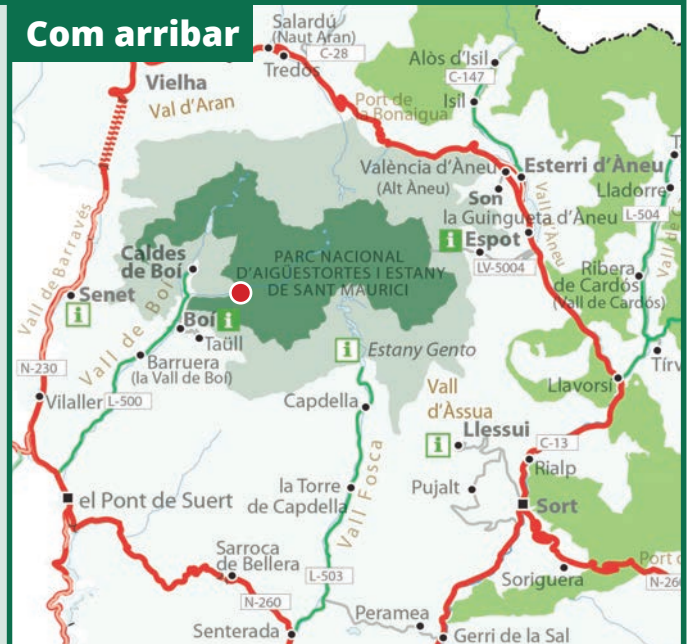 Com arribar
Salardú
(Naut Aran)
C-28
Tredòs
Alòs d'Isil
C-147
Isil
Vielha
Val d'Aran
Port de
la Bonaigua
València d'Àneu
(Alt Àneu)
Esterri d'Àneu
Son
Lladorre
la Guingueta d'Àneu
Vall d'Àneu
L-504
i Espot
LV-5004
PARC NACIONAL
D'AIGÜESTORTES I ESTANY
DE SANT MAURICI
Caldes
de Boí
Ribera
de Cardós
(Vall de Cardós)
Vall de Barravés
Senet
i
Vall de Boí
Boí i
Taüll
i Estany Gento
Barruera
(la Vall de Boí)
N-230
Vilaller
L-500
Capdella
Vall
d'Àssua
Llavorsí
Tírv
Llessui
i
C-13
Rialp
el Pont de Suert
la Torre
de Capdella
Vall Fosca
Pujalt
Sort
Sarroca
de Bellera
L-503
Soriguera
Port d
N-260
N-260
Peramea
Senterada
Gerri de la Sal